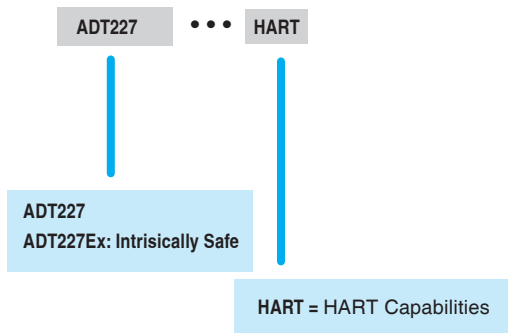 ADT227 ••• HART
ADT227
ADT227Ex: Intrisically Safe
HART = HART Capabilities